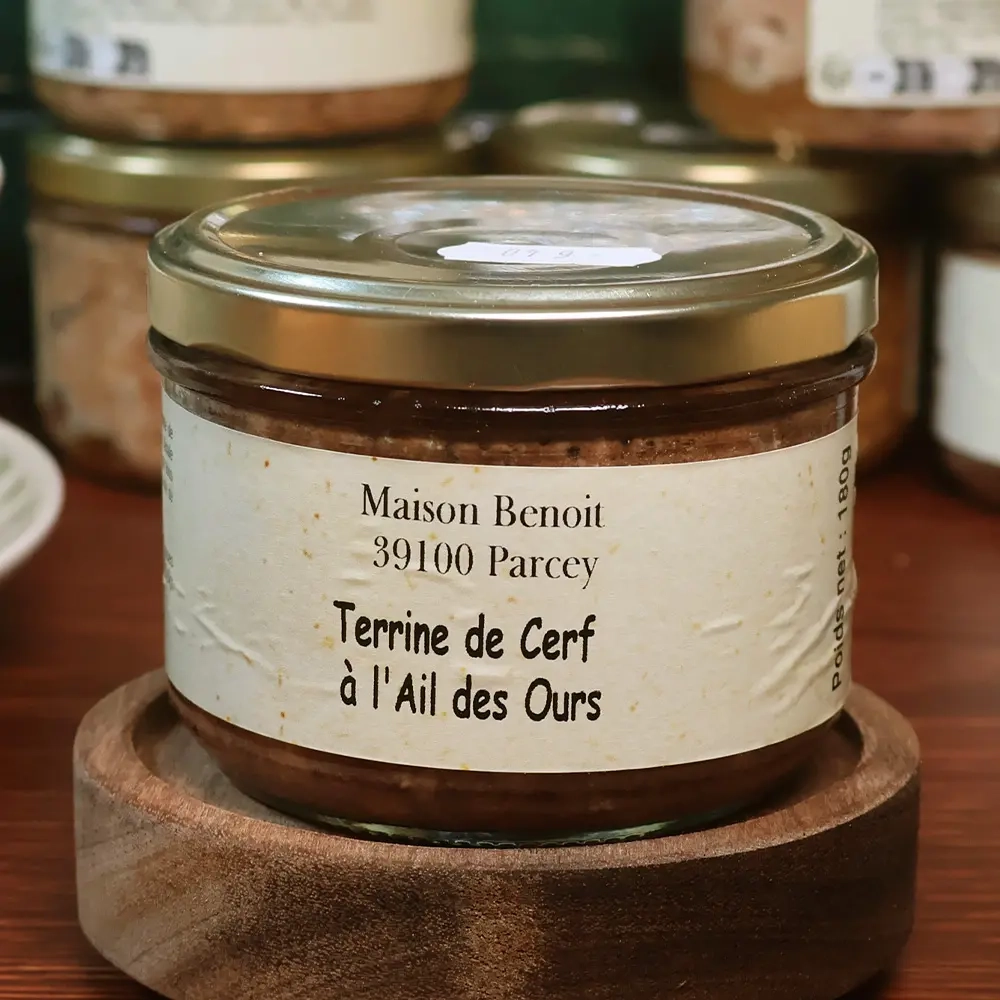 Maison Benoit
39100 Parcey
Terrine de Cerf
à l'Ail des Ours
Poids net : 180g